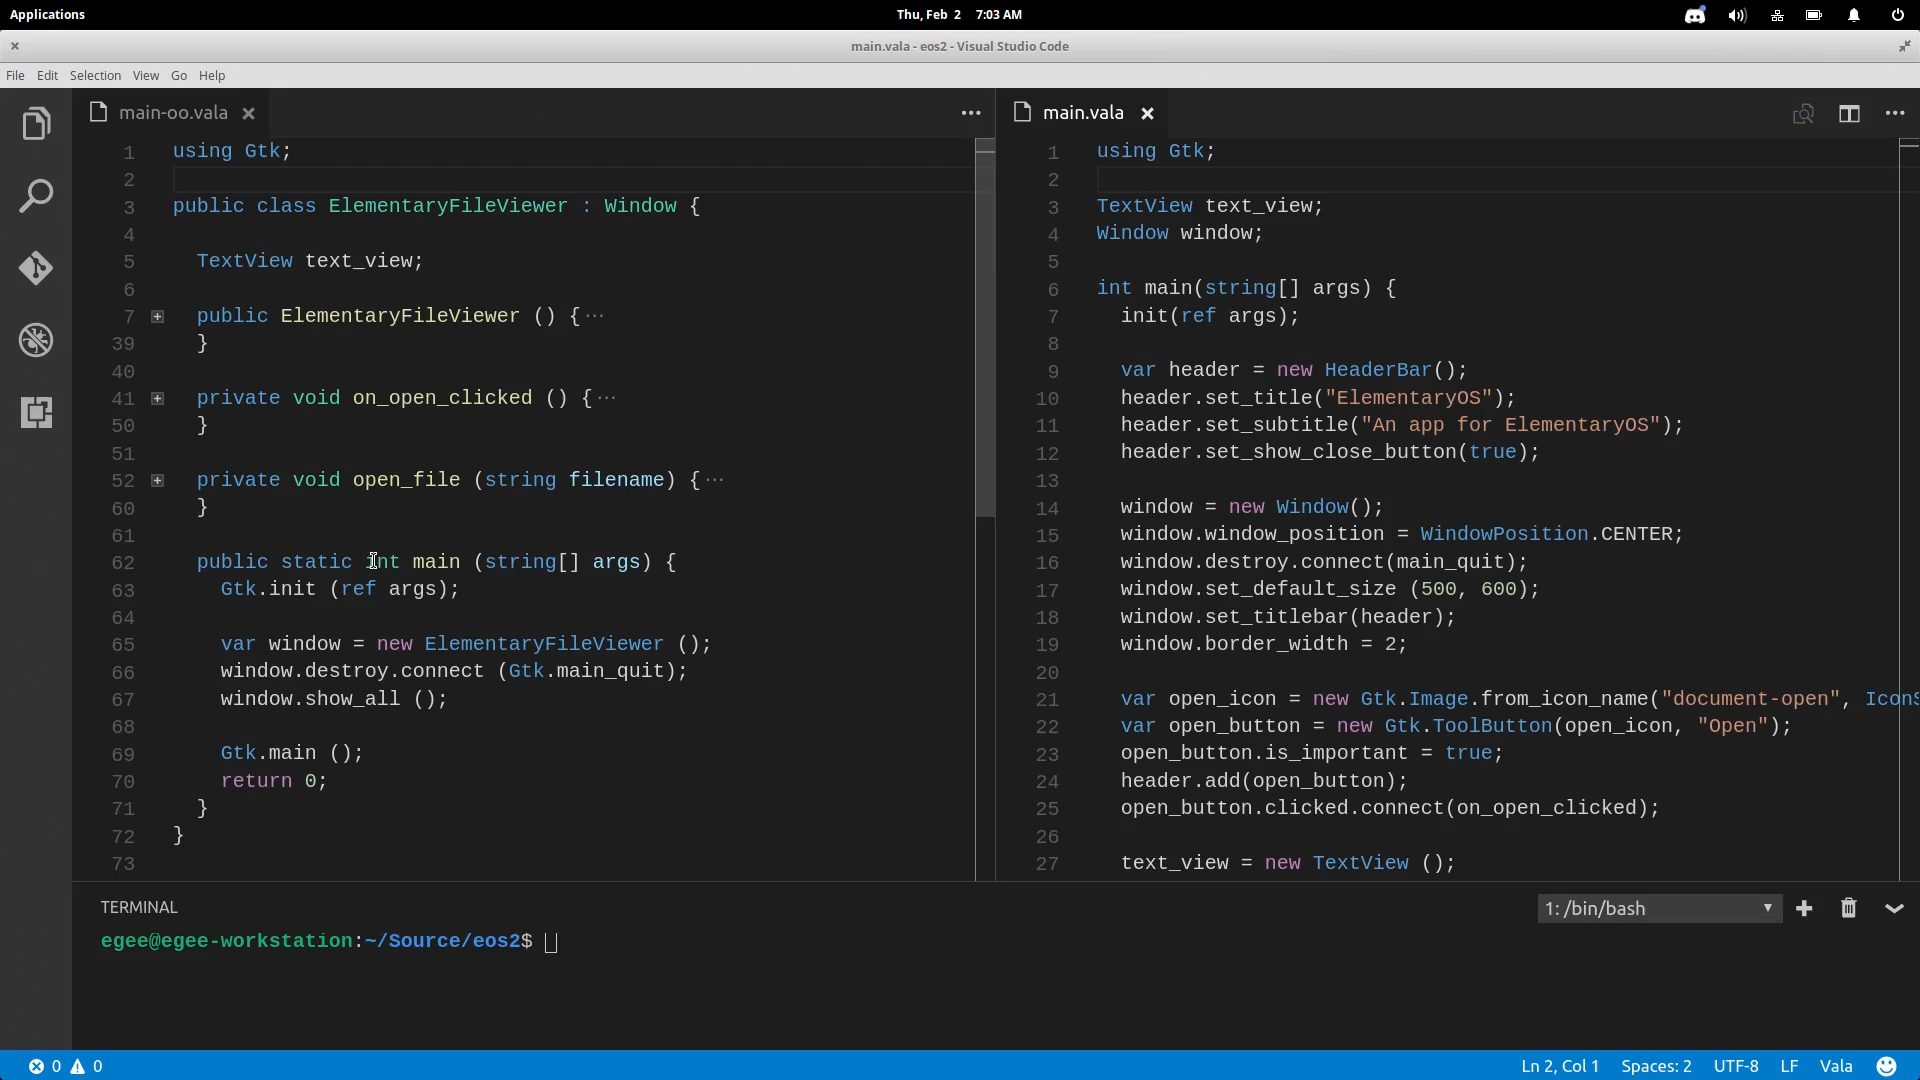 Applications
Thu, Feb 2 7:03 AM
main.vala - eos2 - Visual Studio Code
File Edit Selection View Go Help
main-oo.vala
1 using Gtk;
2
3 public class ElementaryFileViewer : Window {
4
5 TextView text_view;
6
7 public ElementaryFileViewer () {···
39 }
40
41 private void on_open_clicked () {···
50 }
51
52 private void open_file (string filename) {···
60 }
61
62 public static int main (string[] args) {
63 Gtk.init (ref args);
64
65 var window = new ElementaryFileViewer ();
66 window.destroy.connect (Gtk.main_quit);
67 window.show_all ();
68
69 Gtk.main ();
70 return 0;
71 }
72 }
73
main.vala
1 using Gtk;
2
3 TextView text_view;
4 Window window;
5
6 int main(string[] args) {
7 init(ref args);
8
9 var header = new HeaderBar();
10 header.set_title("ElementaryOS");
11 header.set_subtitle("An app for ElementaryOS");
12 header.set_show_close_button(true);
13
14 window = new Window();
15 window.window_position = WindowPosition.CENTER;
16 window.destroy.connect(main_quit);
17 window.set_default_size (500, 600);
18 window.set_titlebar(header);
19 window.border_width = 2;
20
21 var open_icon = new Gtk.Image.from_icon_name("document-open", IconS
22 var open_button = new Gtk.ToolButton(open_icon, "Open");
23 open_button.is_important = true;
24 header.add(open_button);
25 open_button.clicked.connect(on_open_clicked);
26
27 text_view = new TextView ();
TERMINAL
1: /bin/bash
egee@egee-workstation:~/Source/eos2$
0 0
Ln 2, Col 1 Spaces: 2 UTF-8 LF Vala